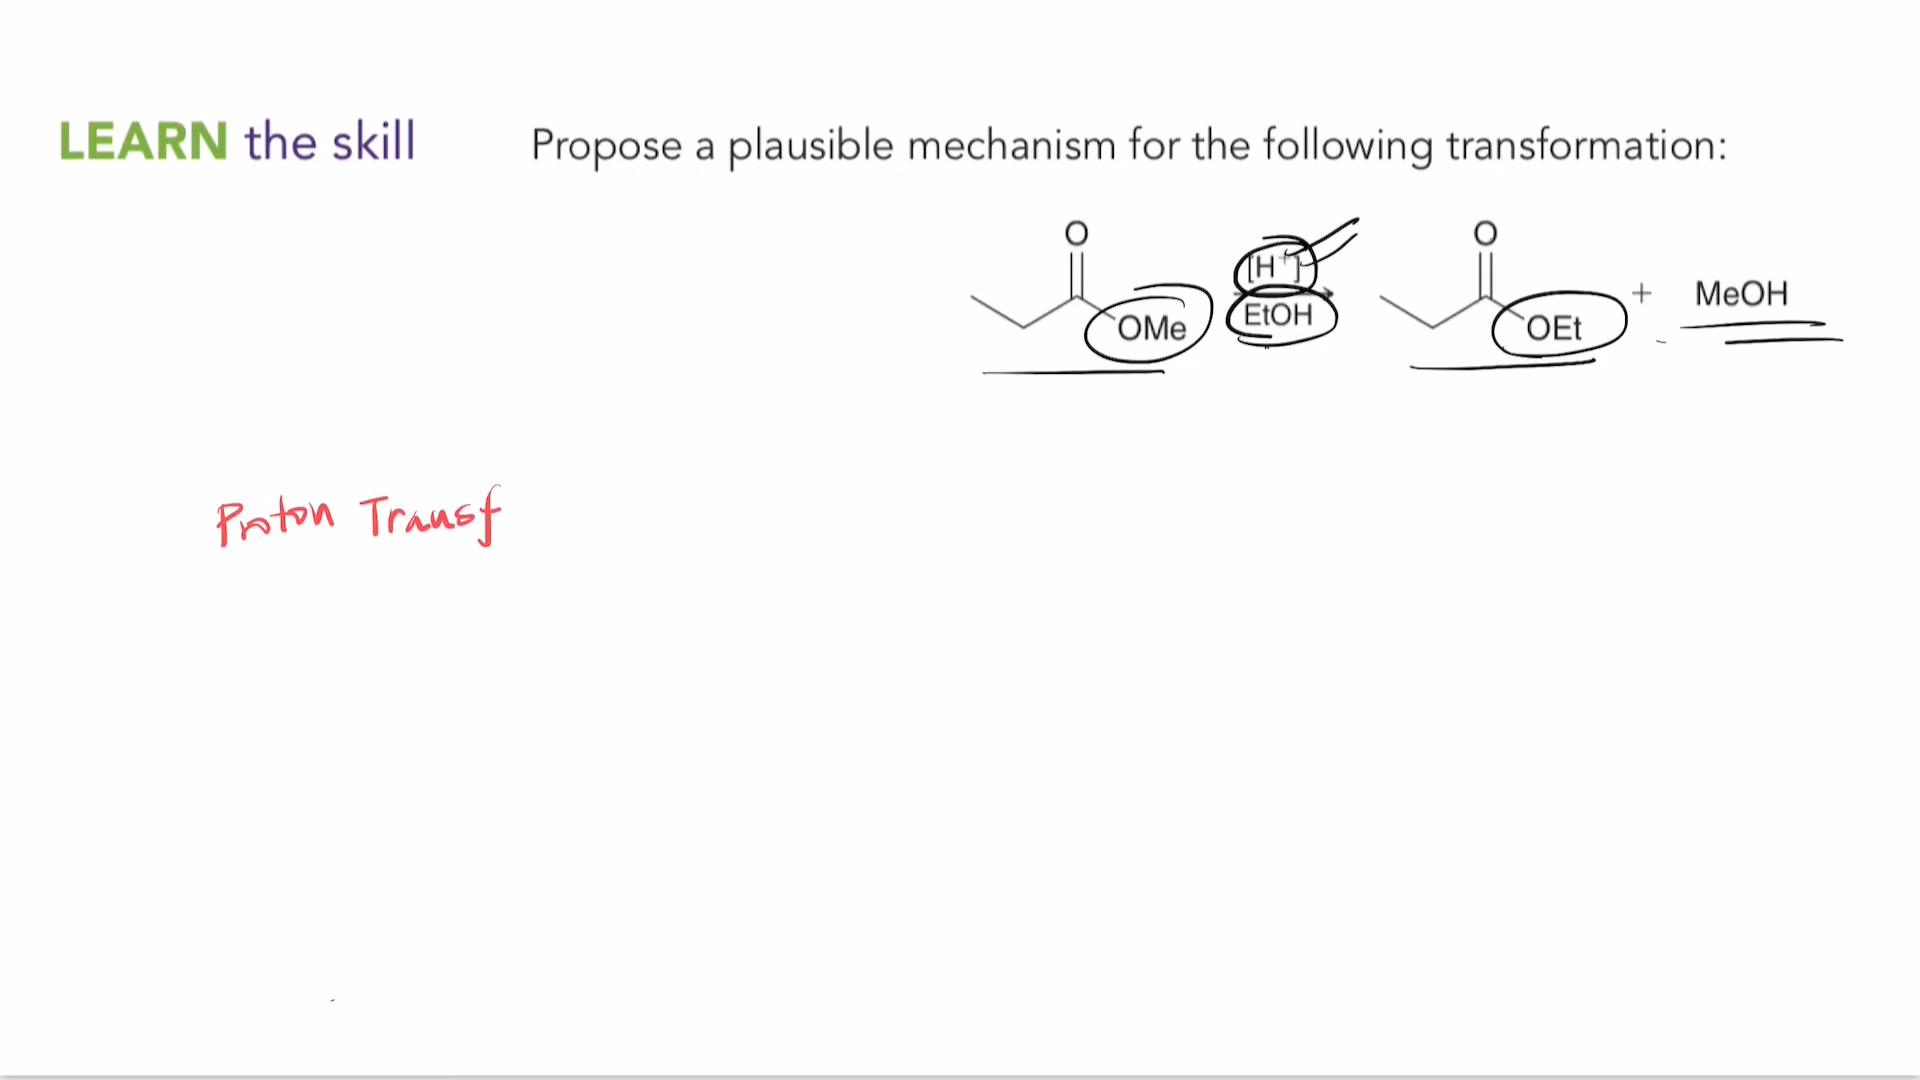 LEARN the skill Propose a plausible mechanism for the following transformation:
O O
[H+]
+ MeOH
EtOH
OMe OEt
Proton Transf